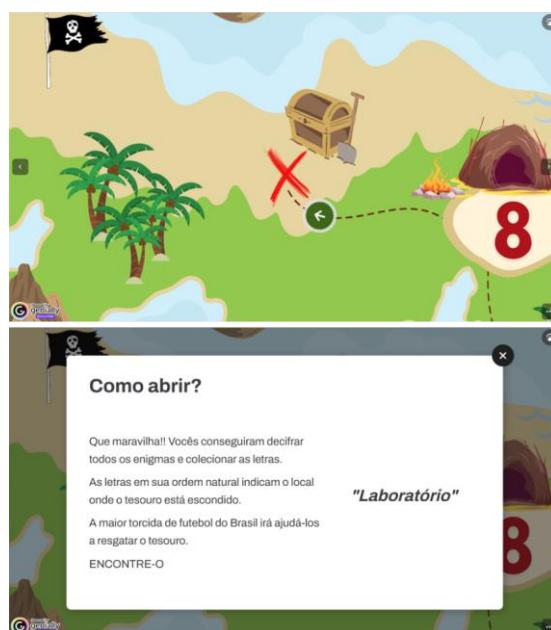 8
genially
Como abrir?
Que maravilha!! Vocês conseguiram decifrar
todos os enigmas e colecionar as letras.
As letras em sua ordem natural indicam o local
onde o tesouro está escondido.
A maior torcida de futebol do Brasil irá ajudá-los
a resgatar o tesouro.
ENCONTRE-O
"Laboratório"
8
genially